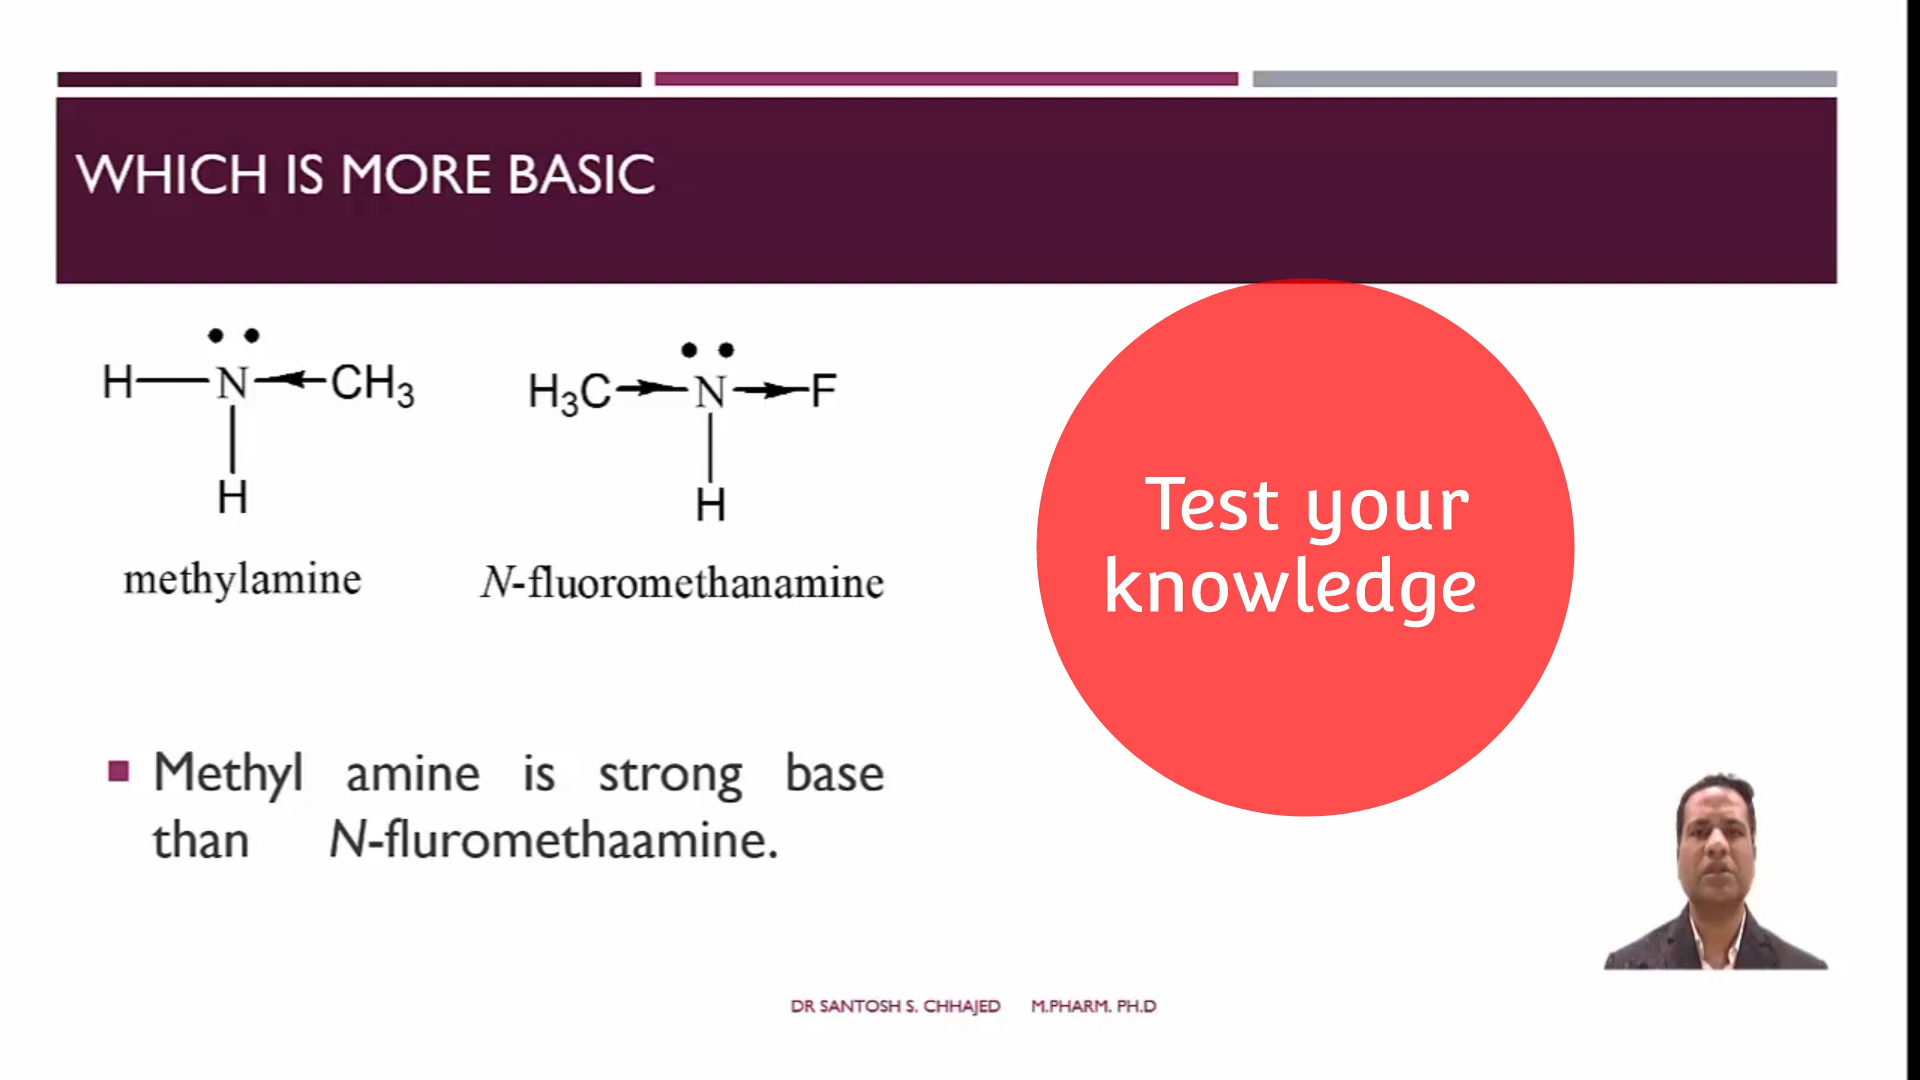 WHICH IS MORE BASIC
H N CH3
H
methylamine
H3C N F
H
N-fluoromethanamine
Test your
knowledge
Methyl amine is strong base
than N-fluromethaamine.
DR SANTOSH S. CHHAJED M.PHARM. PH.D